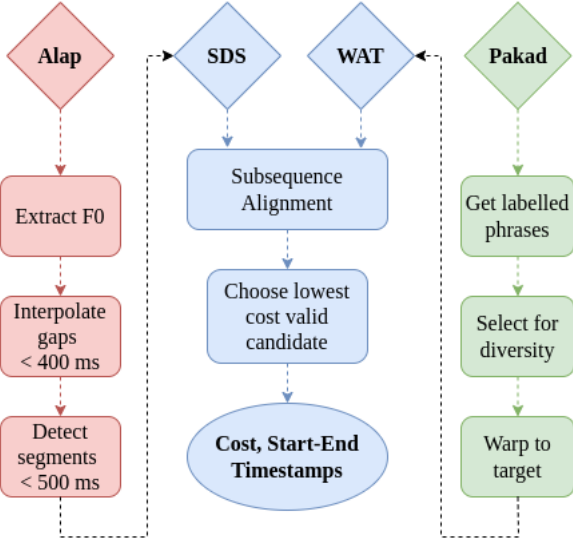 Alap
SDS
WAT
Pakad
Extract F0
Interpolate
gaps
< 400 ms
Detect
segments
< 500 ms
Subsequence
Alignment
Choose lowest
cost valid
candidate
Cost, Start-End
Timestamps
Get labelled
phrases
Select for
diversity
Warp to
target